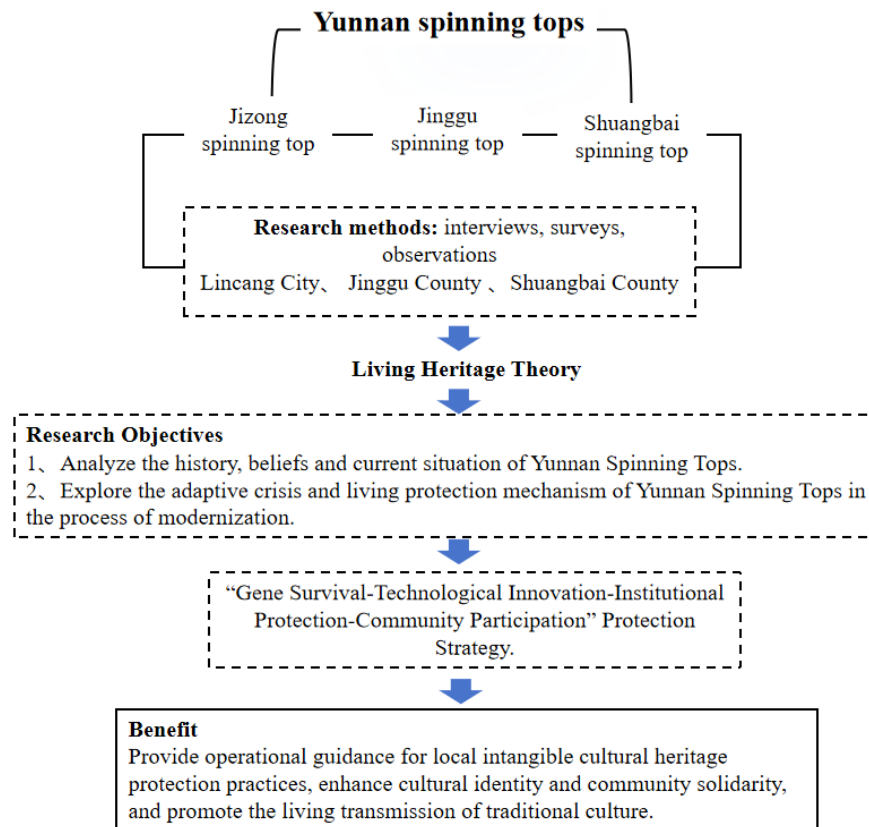 Yunnan spinning tops
Jizong
spinning top
Jinggu
spinning top
Shuangbai
spinning top
Research methods: interviews, surveys,
observations
Lincang City、 Jinggu County 、Shuangbai County
Living Heritage Theory
Research Objectives
1、 Analyze the history, beliefs and current situation of Yunnan Spinning Tops.
2、 Explore the adaptive crisis and living protection mechanism of Yunnan Spinning Tops in
the process of modernization.
“Gene Survival-Technological Innovation-Institutional
Protection-Community Participation” Protection
Strategy.
Benefit
Provide operational guidance for local intangible cultural heritage
protection practices, enhance cultural identity and community solidarity,
and promote the living transmission of traditional culture.